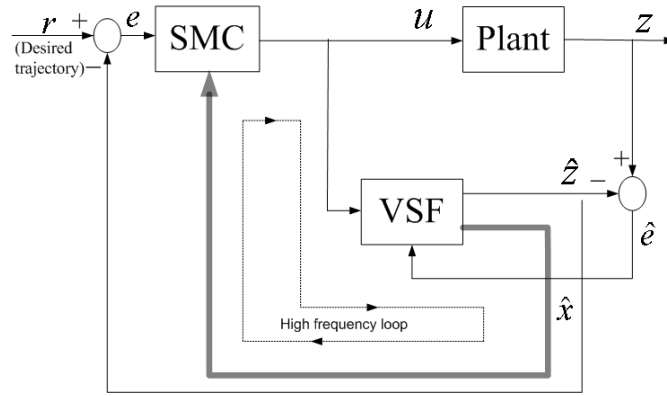 r + e SMC u Plant z
(Desired
trajectory) −
+
ẑ −
VSF
ê
x̂
High frequency loop